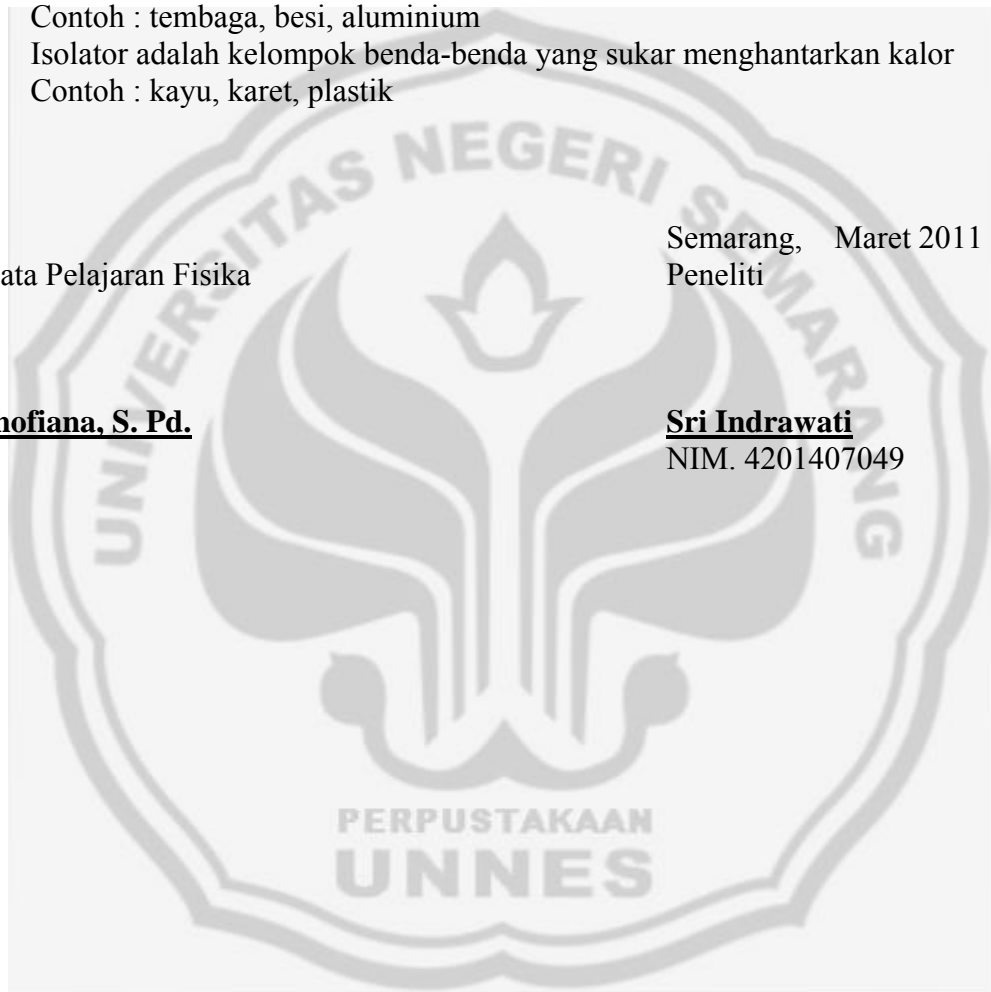 Contoh : tembaga, besi, aluminium
Isolator adalah kelompok benda-benda yang sukar menghantarkan kalor
Contoh : kayu, karet, plastik
Semarang, Maret 2011
ata Pelajaran Fisika Peneliti
nofiana, S. Pd. Sri Indrawati
NIM. 4201407049
UNIVERSITAS NEGERI SEMARANG
PERPUSTAKAAN
UNNES